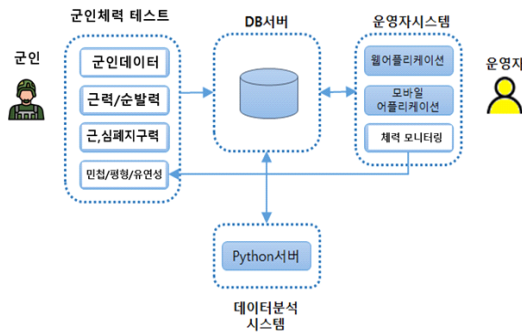 군인체력 테스트
DB서버
운영자시스템
군인
군인데이터
근력/순발력
근,심폐지구력
민첩/평형/유연성
웰어플리케이션
모바일
어플리케이션
체력 모니터링
운영자
Python서버
데이터분석
시스템